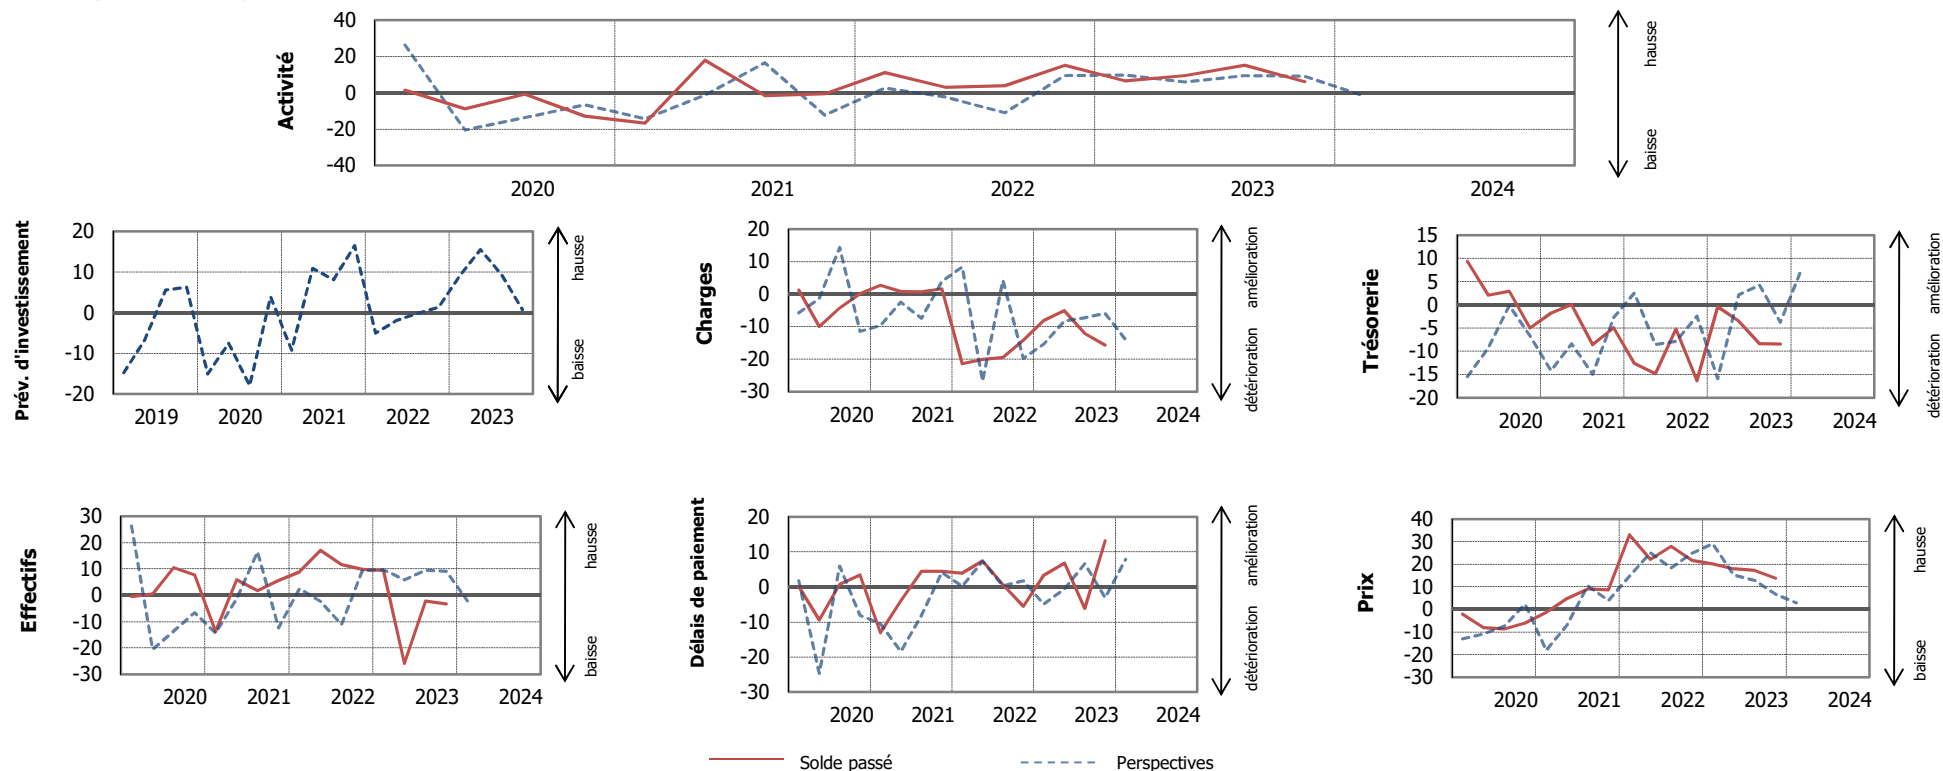 Activité
40
20
0
-20
-40
2020 2021 2022 2023 2024
hausse
baisse
Prév. d'investissement
20
10
0
-10
-20
2019 2020 2021 2022 2023
hausse
baisse
Charges
20
10
0
-10
-20
-30
2020 2021 2022 2023 2024
amélioration
détérioration
Trésorerie
15
10
5
0
-5
-10
-15
-20
2020 2021 2022 2023 2024
amélioration
détérioration
Effectifs
30
20
10
0
-10
-20
-30
2020 2021 2022 2023 2024
hausse
baisse
Délais de paiement
20
10
0
-10
-20
-30
2020 2021 2022 2023 2024
amélioration
détérioration
Prix
40
30
20
10
0
-10
-20
-30
2020 2021 2022 2023 2024
hausse
baisse
Solde passé Perspectives